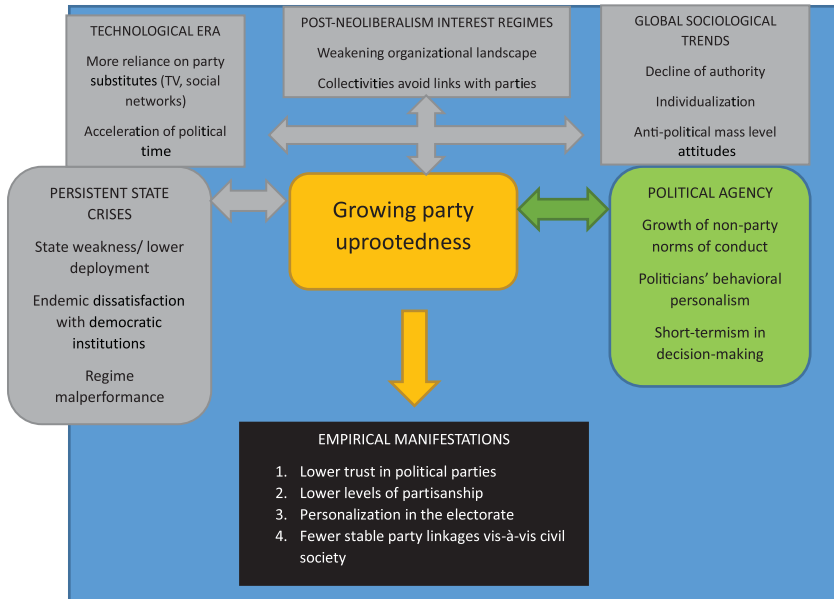 TECHNOLOGICAL ERA
More reliance on party
substitutes (TV, social
networks)
Acceleration of political
time
POST-NEOLIBERALISM INTEREST REGIMES
Weakening organizational landscape
Collectivities avoid links with parties
GLOBAL SOCIOLOGICAL
TRENDS
Decline of authority
Individualization
Anti-political mass level
attitudes
PERSISTENT STATE
CRISES
State weakness/ lower
deployment
Endemic dissatisfaction
with democratic
institutions
Regime
malperformance
Growing party
uprootedness
POLITICAL AGENCY
Growth of non-party
norms of conduct
Politicians’ behavioral
personalism
Short-termism in
decision-making
EMPIRICAL MANIFESTATIONS
1. Lower trust in political parties
2. Lower levels of partisanship
3. Personalization in the electorate
4. Fewer stable party linkages vis-à-vis civil
society